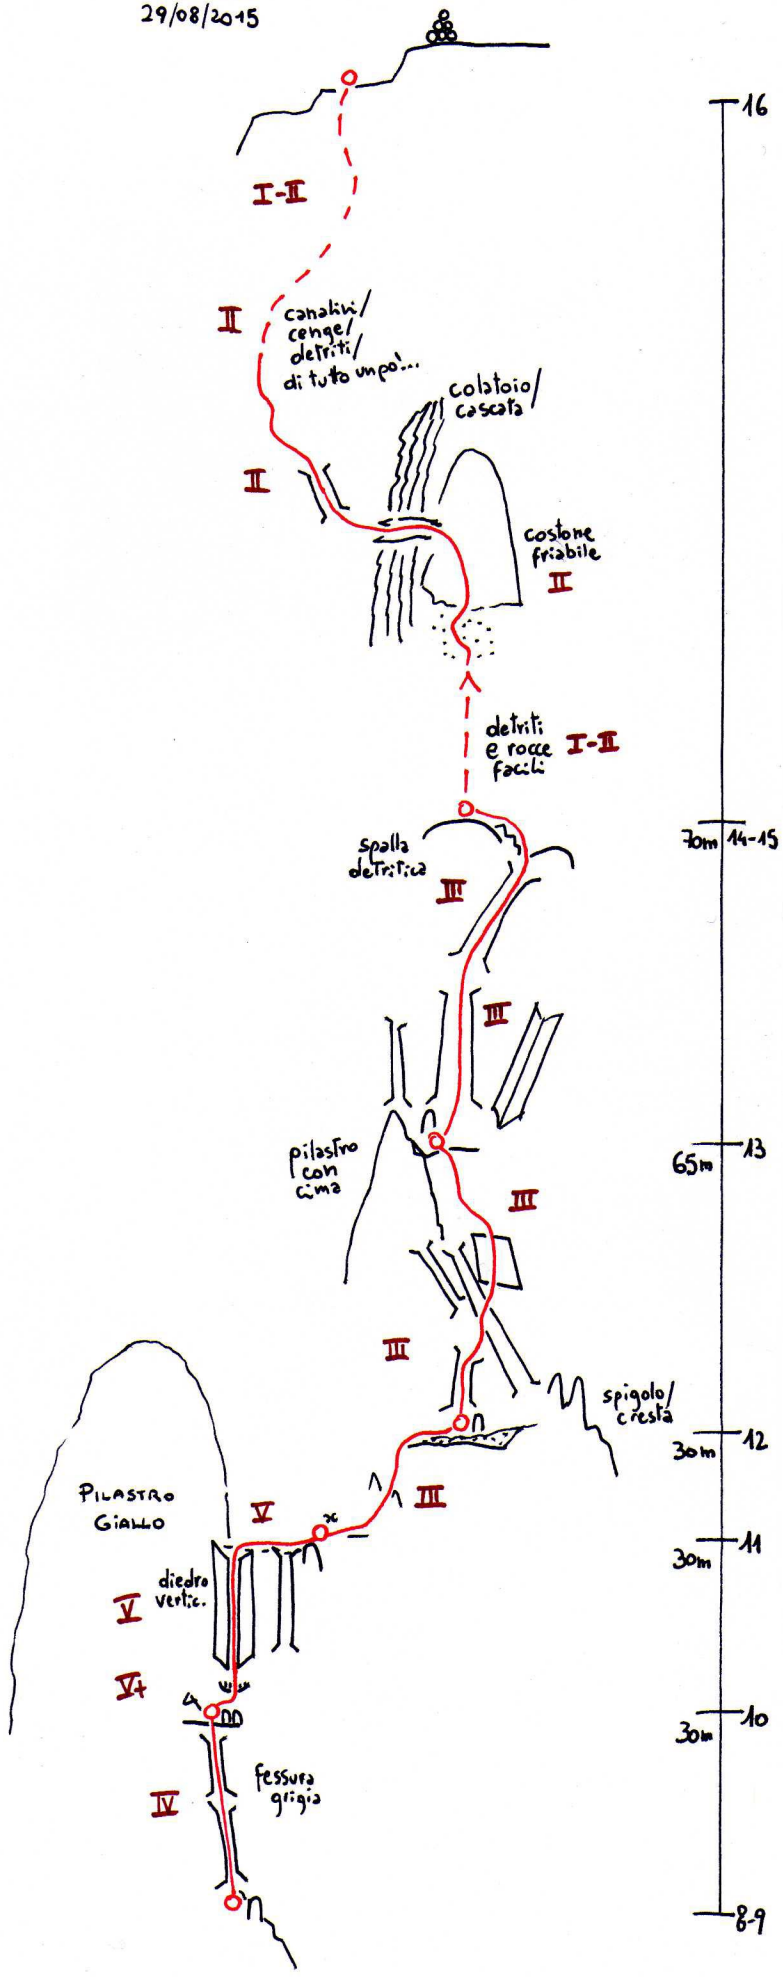 29/08/2015
16
I-II
II
canalini/
cenge/
detriti/
di tutto un pò...
colatoio/
cascata/
II
costone
friabile
II
detriti
e rocce
facili
I-II
70m 14-15
spalla
detritica
III
III
pilastro
con
cima
65m 13
III
III
spigolo/
cresta
30m 12
PILASTRO
GIALLO
V
III
30m 11
diedro
vertic.
V
V+
30m 10
IV
fessura
grigia
8-9